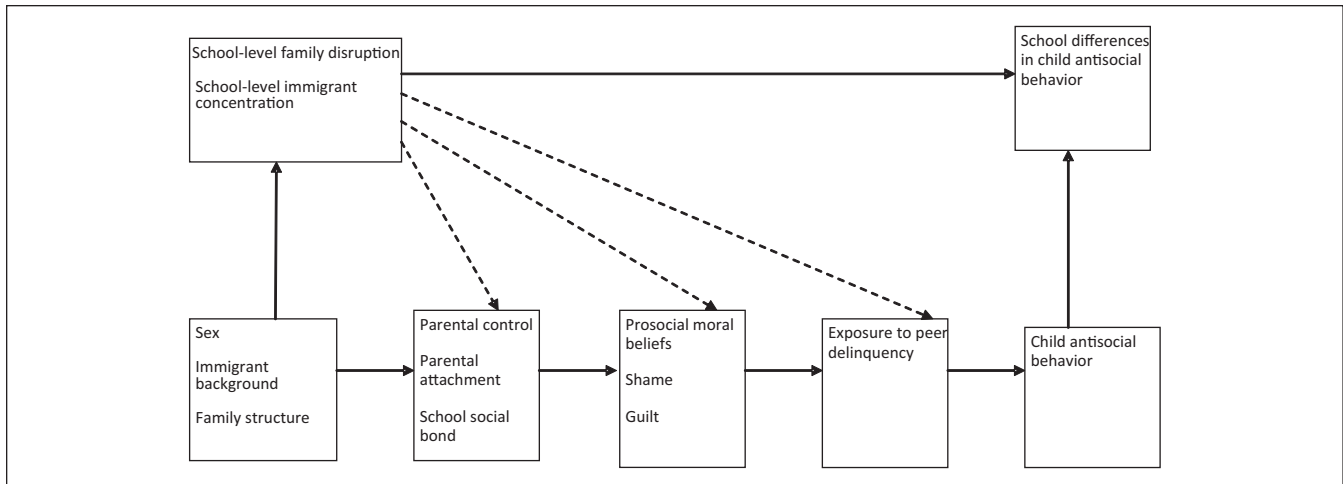 School-level family disruption
School-level immigrant
concentration
School differences
in child antisocial
behavior
Sex
Immigrant
background
Family structure
Parental control
Parental
attachment
School social
bond
Prosocial moral
beliefs
Shame
Guilt
Exposure to peer
delinquency
Child antisocial
behavior